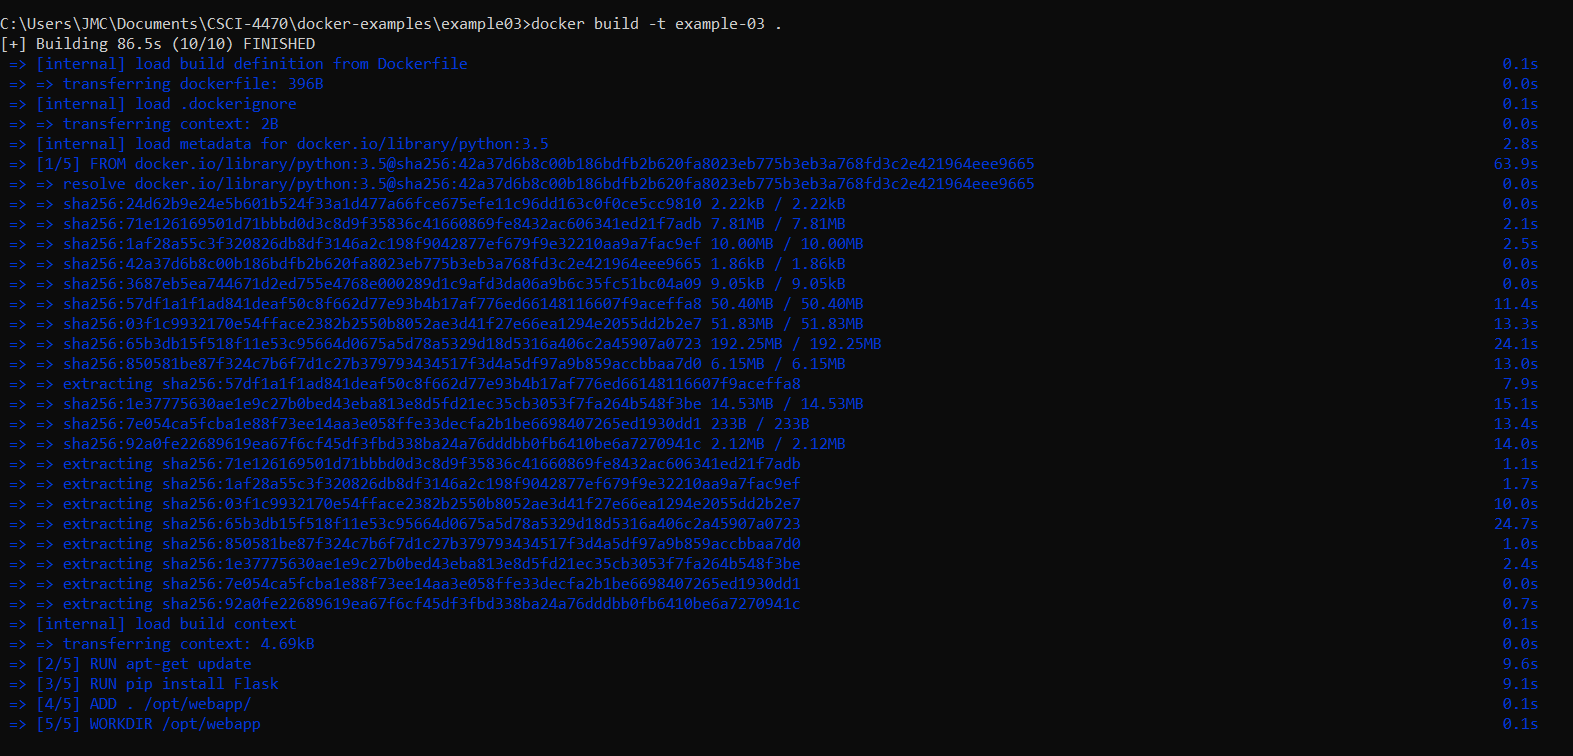 C:\Users\JMC\Documents\CSCI-4470\docker-examples\example03>docker build -t example-03 .
[+] Building 86.5s (10/10) FINISHED
=> [internal] load build definition from Dockerfile 0.1s
=> => transferring dockerfile: 396B 0.0s
=> [internal] load .dockerignore 0.1s
=> => transferring context: 2B 0.0s
=> [internal] load metadata for docker.io/library/python:3.5 2.8s
=> [1/5] FROM docker.io/library/python:3.5@sha256:42a37d6b8c00b186bdfb2b620fa8023eb775b3eb3a768fd3c2e421964eee9665 63.9s
=> => resolve docker.io/library/python:3.5@sha256:42a37d6b8c00b186bdfb2b620fa8023eb775b3eb3a768fd3c2e421964eee9665 0.0s
=> => sha256:24d62b9e24e5b601b524f33a1d477a66fce675efe11c96dd163c0f0ce5cc9810 2.22kB / 2.22kB 0.0s
=> => sha256:71e126169501d71bbbd0d3c8d9f35836c41660869fe8432ac606341ed21f7adb 7.81MB / 7.81MB 2.1s
=> => sha256:1af28a55c3f320826db8df3146a2c198f9042877ef679f9e32210aa9a7fac9ef 10.00MB / 10.00MB 2.5s
=> => sha256:42a37d6b8c00b186bdfb2b620fa8023eb775b3eb3a768fd3c2e421964eee9665 1.86kB / 1.86kB 0.0s
=> => sha256:3687eb5ea744671d2ed755e4768e000289d1c9afd3da06a9b6c35fc51bc04a09 9.05kB / 9.05kB 0.0s
=> => sha256:57df1a1f1ad841deaf50c8f662d77e93b4b17af776ed66148116607f9aceffa8 50.40MB / 50.40MB 11.4s
=> => sha256:03f1c9932170e54fface2382b2550b8052ae3d41f27e66ea1294e2055dd2b2e7 51.83MB / 51.83MB 13.3s
=> => sha256:65b3db15f518f11e53c95664d0675a5d78a5329d18d5316a406c2a45907a0723 192.25MB / 192.25MB 24.1s
=> => sha256:850581be87f324c7b6f7d1c27b379793434517f3d4a5df97a9b859accbbaa7d0 6.15MB / 6.15MB 13.0s
=> => extracting sha256:57df1a1f1ad841deaf50c8f662d77e93b4b17af776ed66148116607f9aceffa8 7.9s
=> => sha256:1e37775630ae1e9c27b0bed43eba813e8d5fd21ec35cb3053f7fa264b548f3be 14.53MB / 14.53MB 15.1s
=> => sha256:7e054ca5fcba1e88f73ee14aa3e058ffe33decfa2b1be6698407265ed1930dd1 233B / 233B 13.4s
=> => sha256:92a0fe22689619ea67f6cf45df3fbd338ba24a76dddbb0fb6410be6a7270941c 2.12MB / 2.12MB 14.0s
=> => extracting sha256:71e126169501d71bbbd0d3c8d9f35836c41660869fe8432ac606341ed21f7adb 1.1s
=> => extracting sha256:1af28a55c3f320826db8df3146a2c198f9042877ef679f9e32210aa9a7fac9ef 1.7s
=> => extracting sha256:03f1c9932170e54fface2382b2550b8052ae3d41f27e66ea1294e2055dd2b2e7 10.0s
=> => extracting sha256:65b3db15f518f11e53c95664d0675a5d78a5329d18d5316a406c2a45907a0723 24.7s
=> => extracting sha256:850581be87f324c7b6f7d1c27b379793434517f3d4a5df97a9b859accbbaa7d0 1.0s
=> => extracting sha256:1e37775630ae1e9c27b0bed43eba813e8d5fd21ec35cb3053f7fa264b548f3be 2.4s
=> => extracting sha256:7e054ca5fcba1e88f73ee14aa3e058ffe33decfa2b1be6698407265ed1930dd1 0.0s
=> => extracting sha256:92a0fe22689619ea67f6cf45df3fbd338ba24a76dddbb0fb6410be6a7270941c 0.7s
=> [internal] load build context 0.1s
=> => transferring context: 4.69kB 0.0s
=> [2/5] RUN apt-get update 9.6s
=> [3/5] RUN pip install Flask 9.1s
=> [4/5] ADD . /opt/webapp/ 0.1s
=> [5/5] WORKDIR /opt/webapp 0.1s